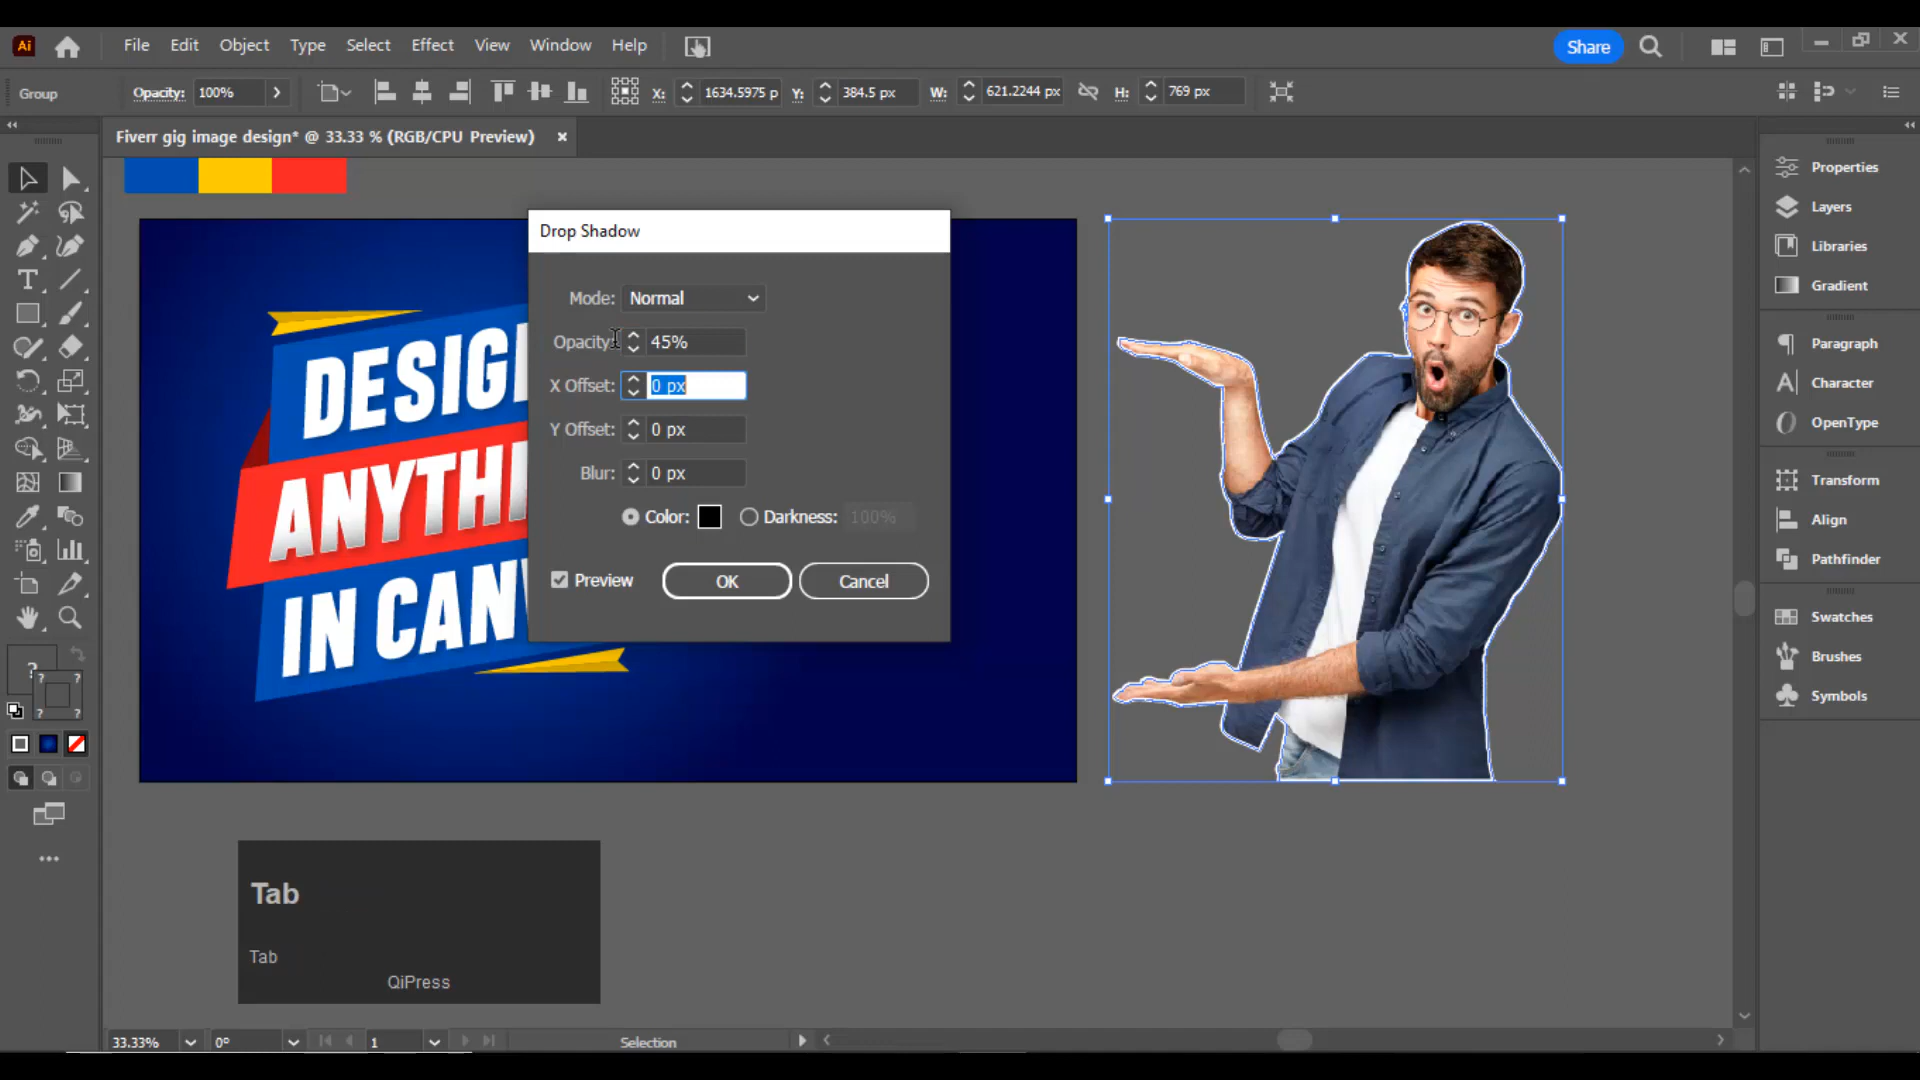 Ai File Edit Object Type Select Effect View Window Help Share
Group Opacity: 100% X: 1634.5975 p Y: 384.5 px W: 621.2244 px H: 769 px
Fiverr gig image design* @ 33.33 % (RGB/CPU Preview)
DESIG
ANYTHI
IN CANV
Drop Shadow
Mode: Normal
Opacity: 45%
X Offset: 0 px
Y Offset: 0 px
Blur: 0 px
Color: Darkness: 100%
Preview OK Cancel
Properties
Layers
Libraries
Gradient
Paragraph
Character
OpenType
Transform
Align
Pathfinder
Swatches
Brushes
Symbols
Tab
Tab
QiPress
33.33% 0° 1 Selection